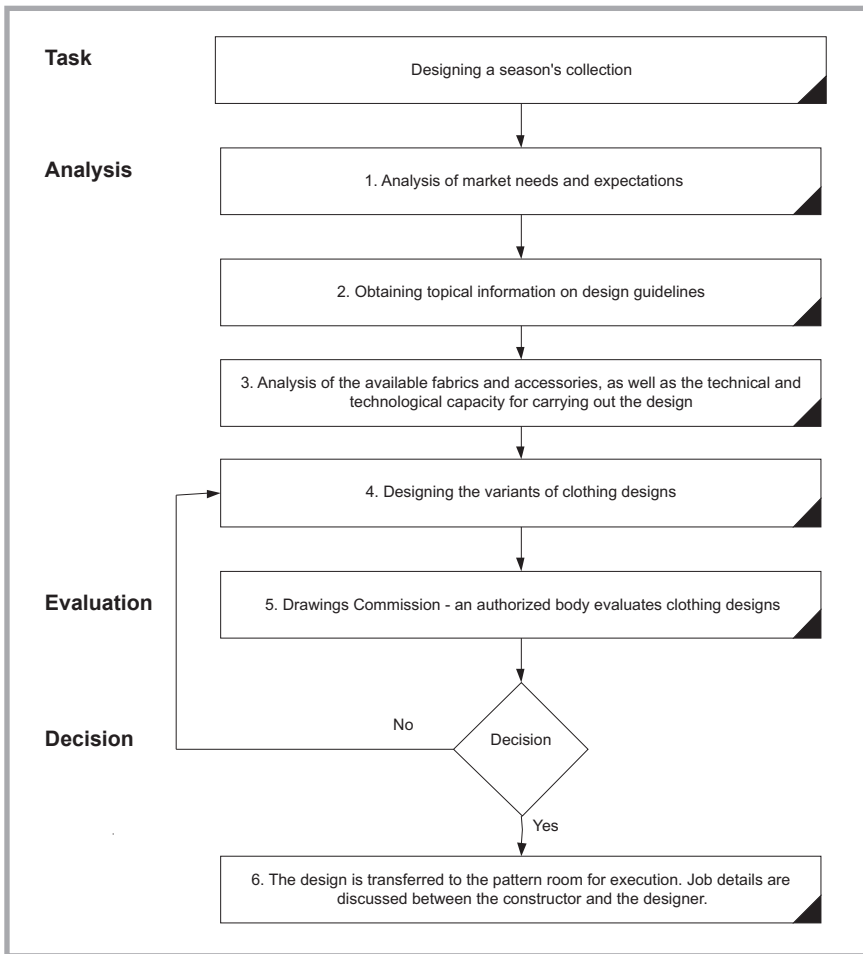 Task
Designing a season's collection
Analysis
1. Analysis of market needs and expectations
2. Obtaining topical information on design guidelines
3. Analysis of the available fabrics and accessories, as well as the technical and
technological capacity for carrying out the design
4. Designing the variants of clothing designs
Evaluation
5. Drawings Commission - an authorized body evaluates clothing designs
Decision
No
Decision
Yes
6. The design is transferred to the pattern room for execution. Job details are
discussed between the constructor and the designer.